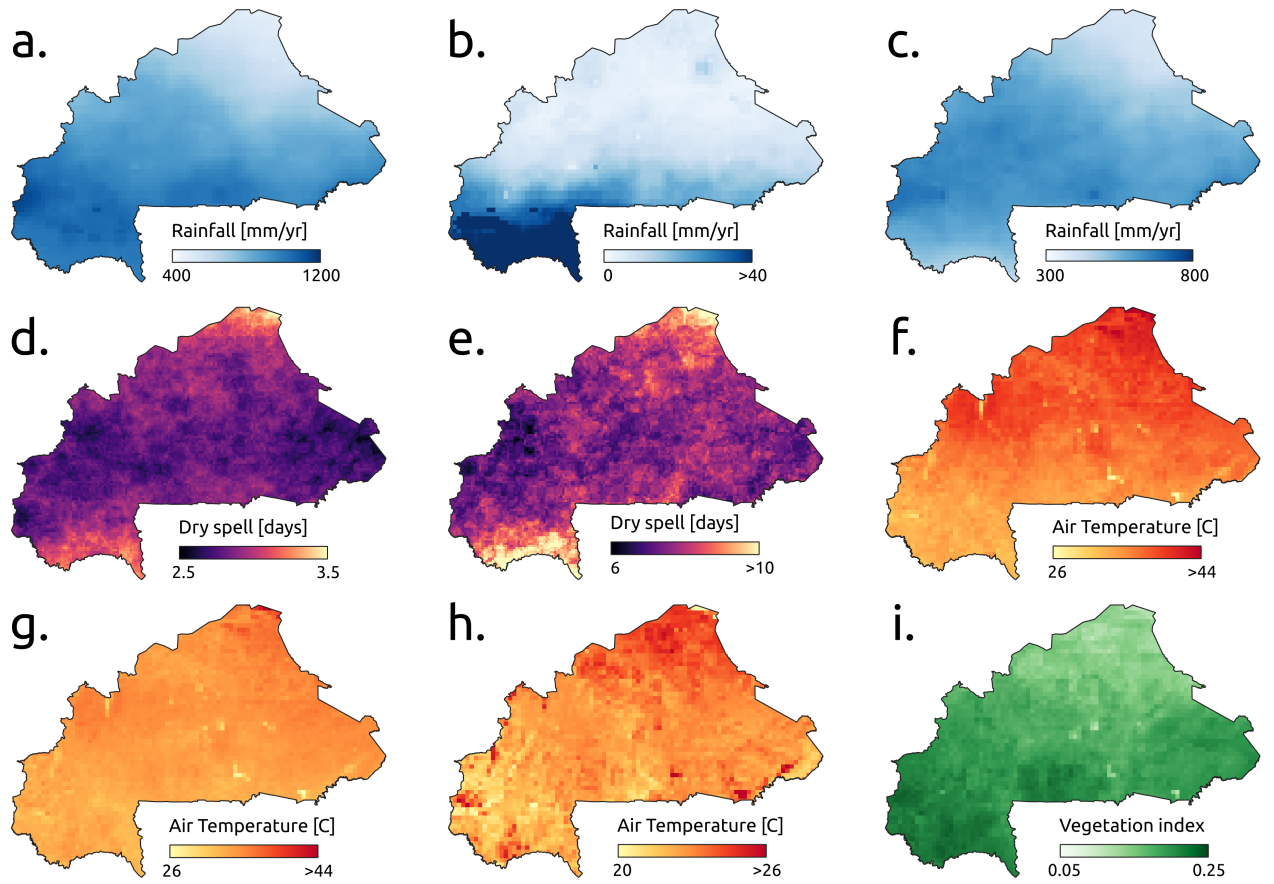 a.
b.
c.
Rainfall [mm/yr]
400 1200
Rainfall [mm/yr]
0 >40
Rainfall [mm/yr]
300 800
d.
e.
f.
Dry spell [days]
2.5 3.5
Dry spell [days]
6 >10
Air Temperature [C]
26 >44
g.
h.
i.
Air Temperature [C]
26 >44
Air Temperature [C]
20 >26
Vegetation index
0.05 0.25